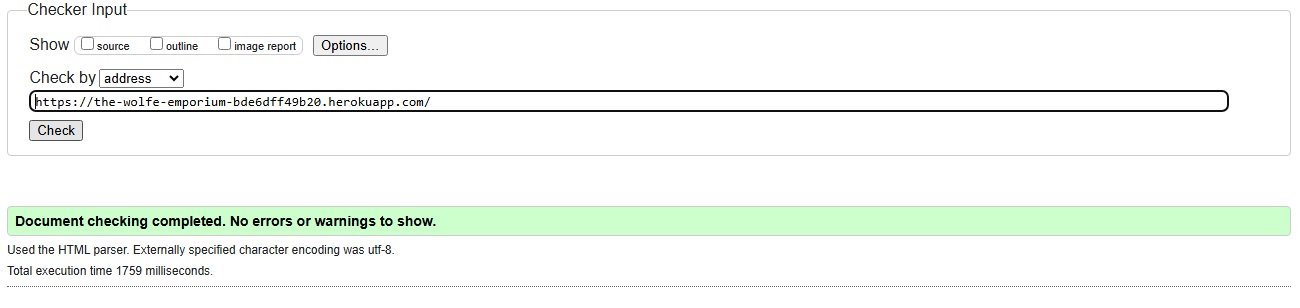 Checker Input
Show source outline image report Options...
Check by address
https://the-wolfe-emporium-bde6dff49b20.herokuapp.com/
Check
Document checking completed. No errors or warnings to show.
Used the HTML parser. Externally specified character encoding was utf-8.
Total execution time 1759 milliseconds.